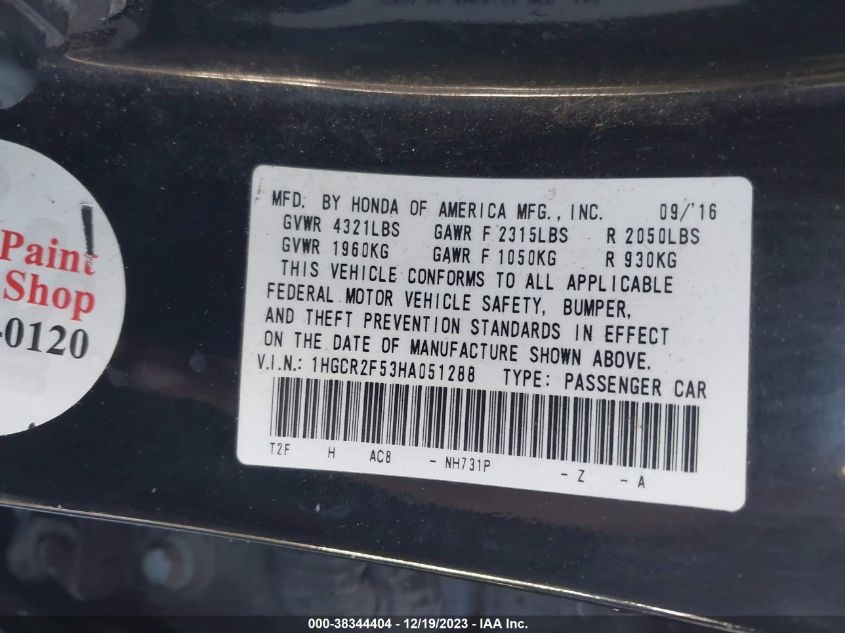 Paint
Shop
-0120
MFD. BY HONDA OF AMERICA MFG., INC. 09/'16
GVWR 4321LBS GAWR F 2315LBS R 2050LBS
GVWR 1960KG GAWR F 1050KG R 930KG
THIS VEHICLE CONFORMS TO ALL APPLICABLE
FEDERAL MOTOR VEHICLE SAFETY, BUMPER,
AND THEFT PREVENTION STANDARDS IN EFFECT
ON THE DATE OF MANUFACTURE SHOWN ABOVE.
V.I.N.: 1HGCR2F53HA051288 TYPE: PASSENGER CAR
T2F H AC8 - NH731P - Z - A
000-38344404 - 12/19/2023 - IAA Inc.